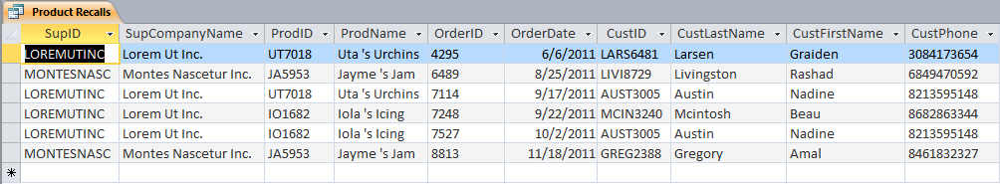 Product Recalls
SupID SupCompanyName ProdID ProdName OrderID OrderDate CustID CustLastName CustFirstName CustPhone
LOREMUTINC Lorem Ut Inc. UT7018 Uta 's Urchins 4295 6/6/2011 LARS6481 Larsen Graiden 3084173654
MONTESNASC Montes Nascetur Inc. JA5953 Jayme 's Jam 6489 8/25/2011 LIVI8729 Livingston Rashad 6849470592
LOREMUTINC Lorem Ut Inc. UT7018 Uta 's Urchins 7114 9/17/2011 AUST3005 Austin Nadine 8213595148
LOREMUTINC Lorem Ut Inc. IO1682 Iola 's Icing 7248 9/22/2011 MCIN3240 Mcintosh Beau 8682863344
LOREMUTINC Lorem Ut Inc. IO1682 Iola 's Icing 7527 10/2/2011 AUST3005 Austin Nadine 8213595148
MONTESNASC Montes Nascetur Inc. JA5953 Jayme 's Jam 8813 11/18/2011 GREG2388 Gregory Amal 8461832327